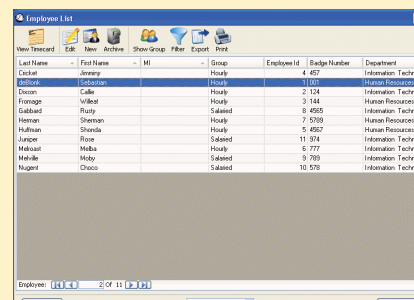 Employee List
View Timecard Edit New Archive Show Group Filter Export Print
Last Name First Name MI Group Employee Id Badge Number Department
Cricket Jimminy Hourly 4 457 Information Techn
deBlonk Sebastian Hourly 1 001 Human Resources
Dixson Callie Hourly 2 124 Information Techn
Fromage Willeat Hourly 3 144 Human Resources
Gabbard Rusty Salaried 8 4565 Information Techn
Herman Sherman Hourly 7 5789 Human Resources
Huffman Shonda Hourly 5 4567 Human Resources
Juniper Rose Salaried 11 974 Information Techn
Melroast Melba Hourly 6 777 Information Techn
Melville Moby Salaried 9 789 Information Techn
Nugent Choco Salaried 10 578 Information Techn
Employee: 2 Of 11